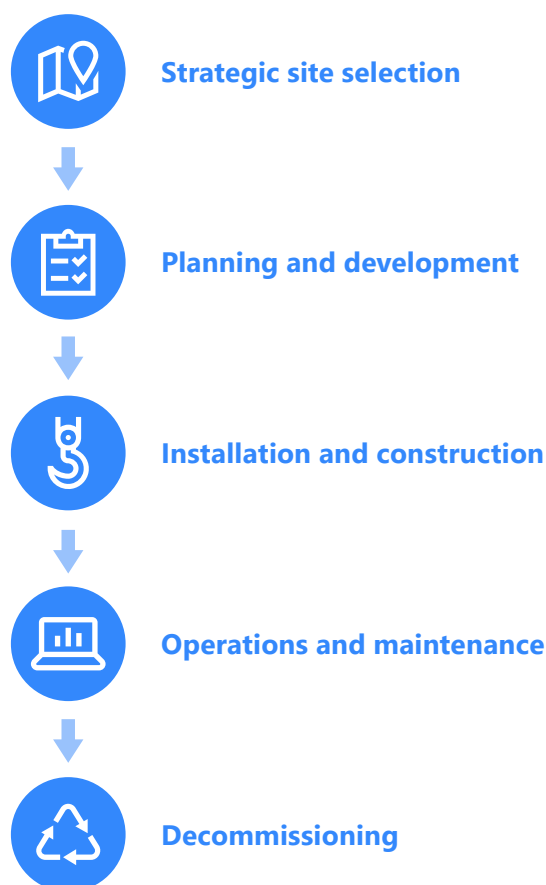 Strategic site selection
Planning and development
Installation and construction
Operations and maintenance
Decommissioning